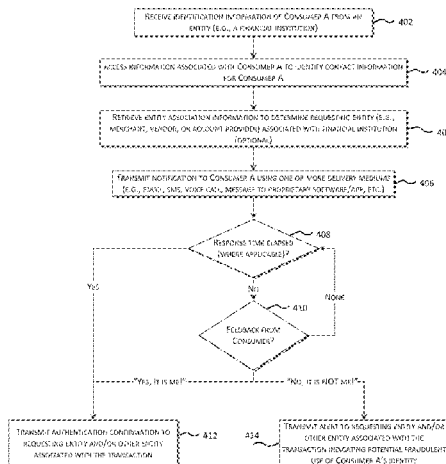 RECEIVE IDENTIFICATION INFORMATION OF CONSUMER A FROM AN
ENTITY (E.G., A FINANCIAL INSTITUTION)
402
ACCESS INFORMATION ASSOCIATED WITH CONSUMER A TO IDENTIFY CONTACT INFORMATION
FOR CONSUMER A
404
RETRIEVE ENTITY ASSOCIATION INFORMATION TO DETERMINE REQUESTING ENTITY (E.G.,
MERCHANT, VENDOR, OR ACCOUNT PROVIDER) ASSOCIATED WITH FINANCIAL INSTITUTION
(OPTIONAL)
40
TRANSMIT NOTIFICATION TO CONSUMER A USING ONE OR MORE DELIVERY MEDIUMS
(E.G., EMAIL, SMS, VOICE CALL, MESSAGE TO PROPRIETARY SOFTWARE/APP, ETC.)
406
408
RESPONSE TIME ELAPSED
(WHERE APPLICABLE)?
YES
NO
NONE
410
FEEDBACK FROM
CONSUMER?
"YES, IT IS ME!"
"NO, IT IS NOT ME!"
TRANSMIT AUTHENTICATION CONFIRMATION TO
REQUESTING ENTITY AND/OR OTHER ENTITY
ASSOCIATED WITH THE TRANSACTION
412
414
TRANSMIT ALERT TO REQUESTING ENTITY AND/OR
OTHER ENTITY ASSOCIATED WITH THE
TRANSACTION INDICATING POTENTIAL FRAUDULENT
USE OF CONSUMER A'S IDENTITY